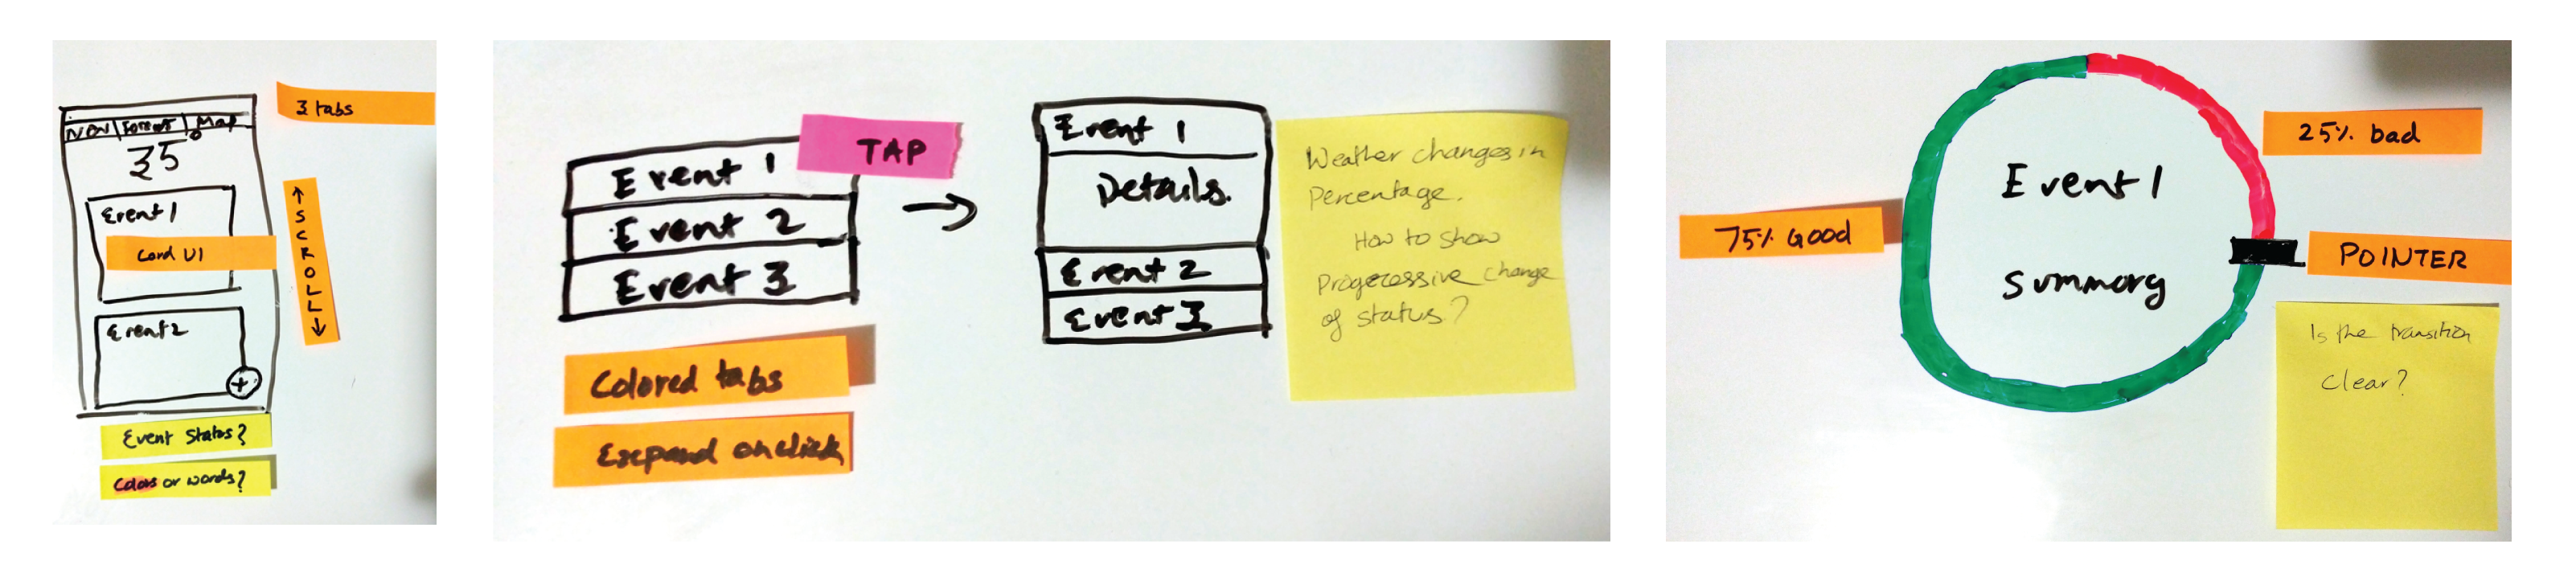 3 tabs
NOW | Forecast | Map
35°
Event 1
Card UI
Event 2
+
↑ SCROLL ↓
Event Status?
Colors or words?
TAP
Event 1
Event 2
Event 3
Colored tabs
Expand onclick
→
Event 1
Details.
Event 2
Event 3
Weather changes in
Percentage.
How to show
Progeressive change
of status?
25% bad
75% Good
Event 1
Summary
POINTER
Is the transition
Clear?